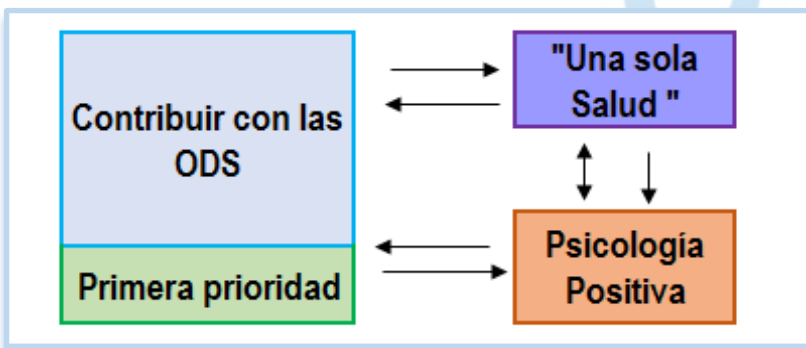 Contribuir con las
ODS
Primera prioridad
"Una sola
Salud "
Psicología
Positiva